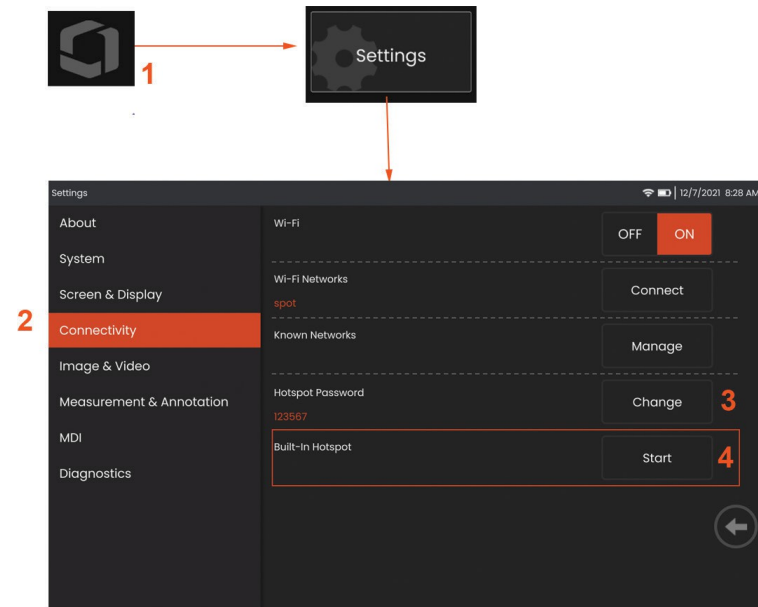 1
Settings
Settings
12/7/2021 8:28 AM
About
System
Screen & Display
2
Connectivity
Image & Video
Measurement & Annotation
MDI
Diagnostics
Wi-Fi
OFF ON
Wi-Fi Networks
spot
Connect
Known Networks
Manage
Hotspot Password
123567
Change
3
Built-In Hotspot
Start
4